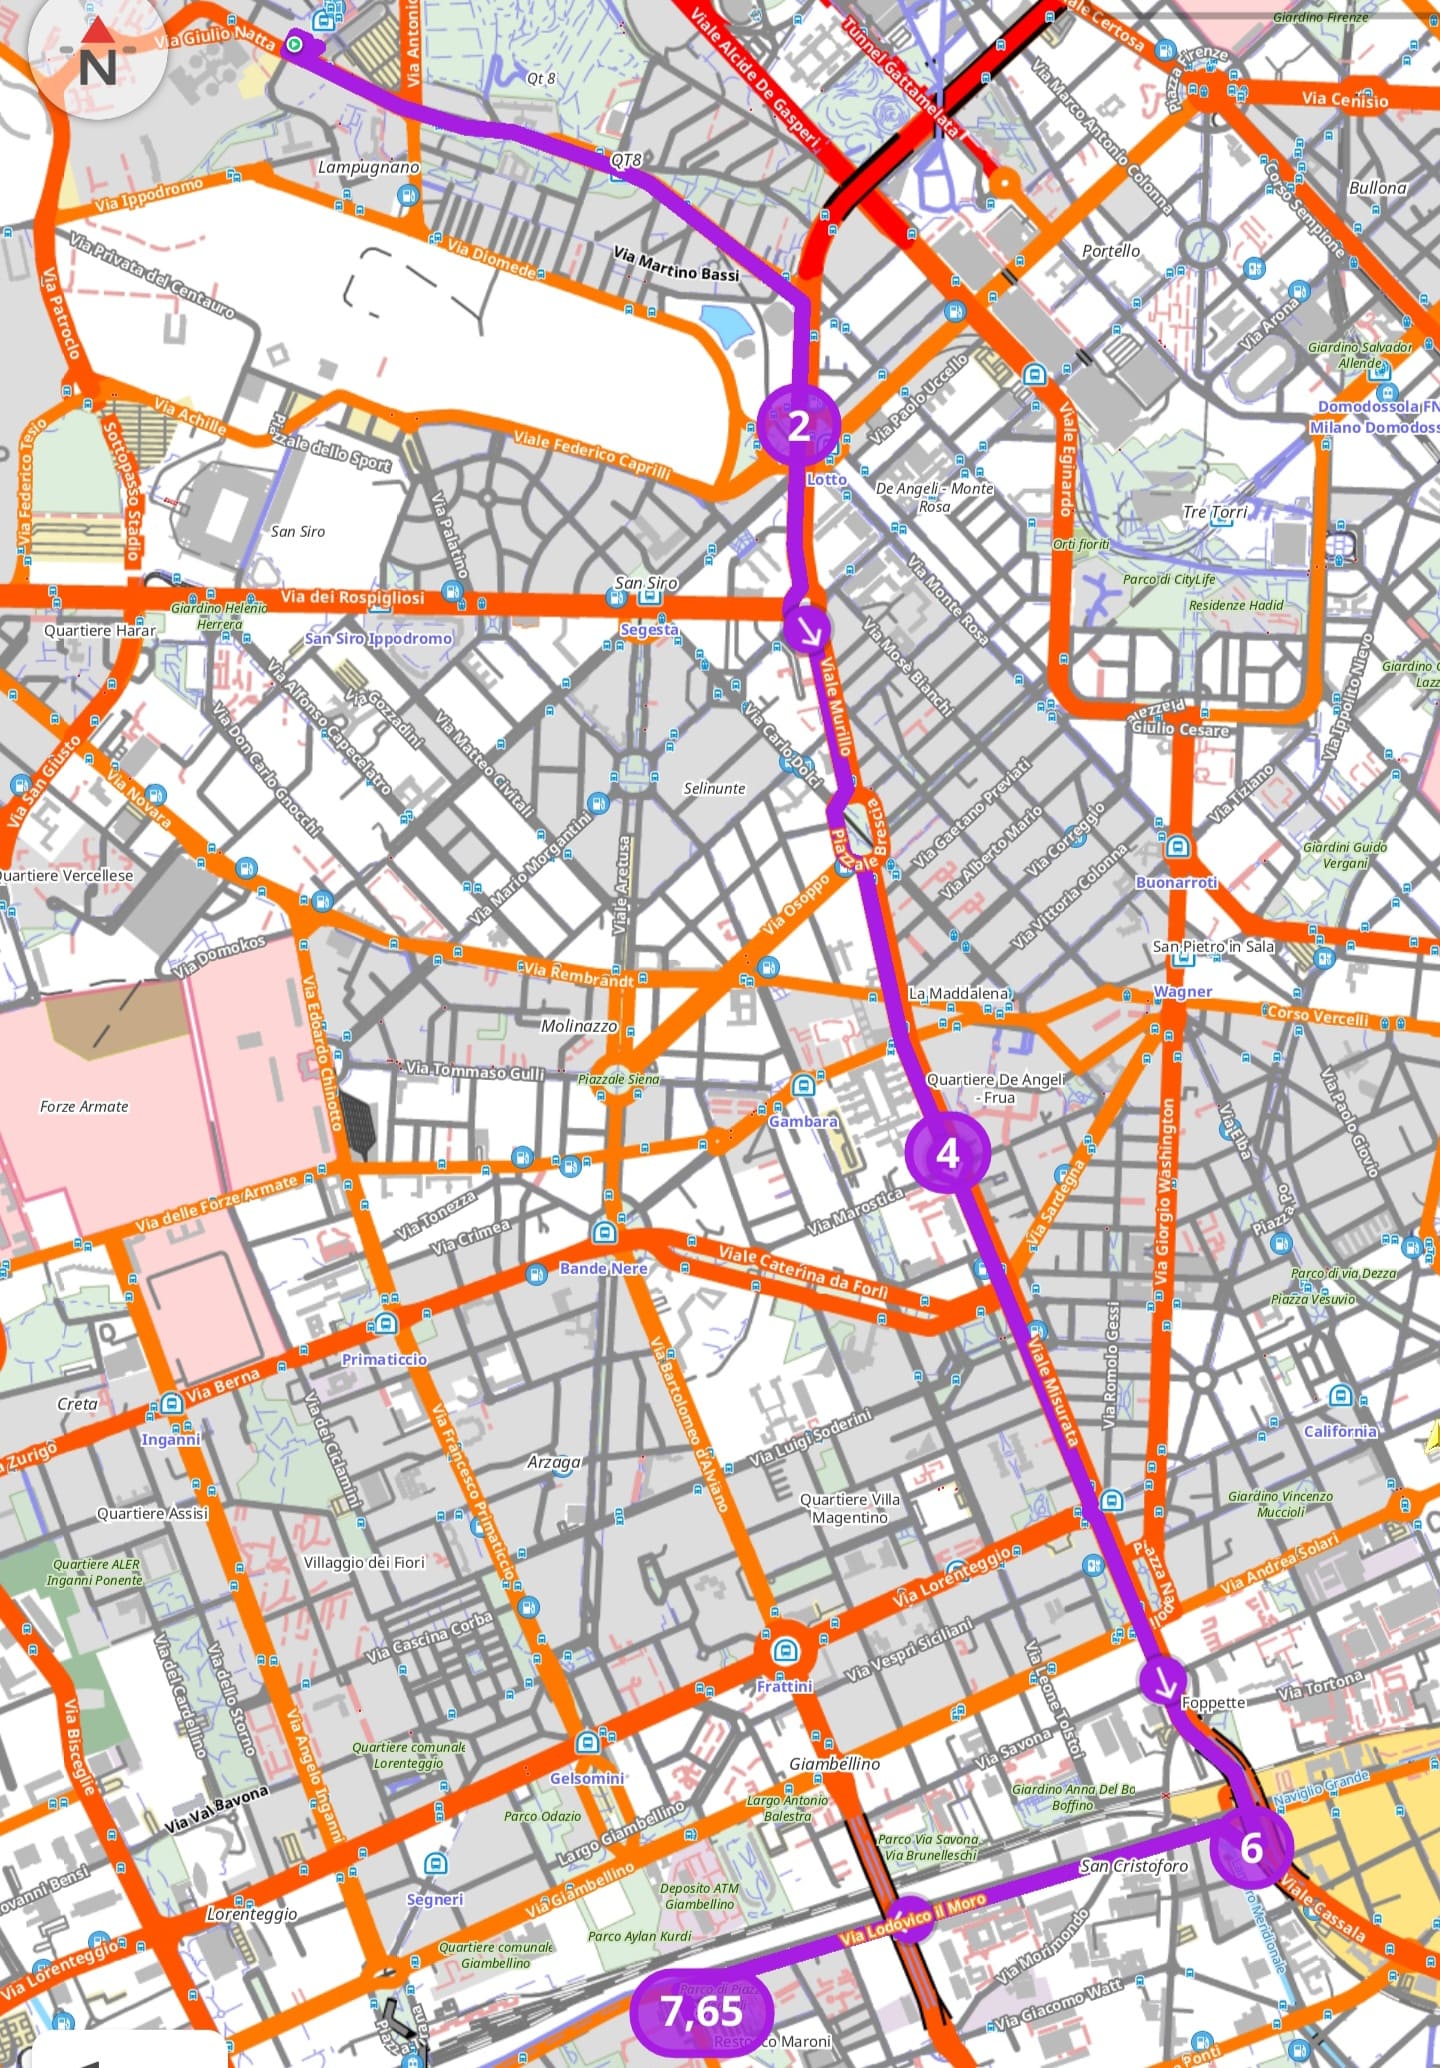 N
Via Giulio Natta
Via Antonio
Qt 8
Viale Alcide De Gasperi
Tunnel Gattamelata
ale Certosa
Giardino Firenze
Piazza Firenze
Via Cenisio
Via Marco Antonio Colonna
Corso Sempione
Bullona
Lampugnano
QT8
Via Ippodromo
Via Privata del Centauro
Via Diomede
Via Martino Bassi
Portello
Via Patroclo
Via Arona
Giardino Salvador
Allende
Via Achille
Piazzale dello Sport
Viale Federico Caprilli
2
Lotto
Via Paolo Uccello
De Angeli - Monte
Rosa
Viale Eginardo
Domodossola FN
Milano Domodoss
Sottopasso Stadio
San Siro
Via Palatino
Tre Torri
Orti fioriti
Parco di CityLife
Residenze Hadid
Via Monte Rosa
San Siro
Via dei Rospigliosi
Segesta
Giardino Helenio
Herrera
San Siro Ippodromo
Quartiere Harar
Via Mosè Bianchi
Via Ippolito Nievo
Via Alfonso Capecelatro
Via Gozzadini
Via Don Carlo Gnocchi
Via Matteo Civitali
Viale Murillo
Via Carlo Dolci
Piazzale
Giulio Cesare
Via San Giusto
Via Novara
Selinunte
Via Mario Morgantini
Piazzale Brescia
Via Gaetano Previati
Via Alberto Mario
Via Correggio
Via Vittoria Colonna
Via Tiziano
Giardini Guido
Vergani
Buonarroti
uartiere Vercellese
Viale Aretusa
Via Osoppo
Via Domokos
Via Rembrandt
San Pietro in Sala
Wagner
La Maddalena
Corso Vercelli
Molinazzo
Via Edoardo Chinotto
Via Tommaso Gulli
Piazzale Siena
Forze Armate
Quartiere De Angeli
- Frua
Gambara
4
Via Elba
Via Paolo Giovio
Via Giorgio Washington
Via delle Forze Armate
Via Tonezza
Via Crimea
Via Marostica
Via Sardegna
Bande Nere
Viale Caterina da Forlì
Parco di via Dezza
Piazza Vesuvio
Primaticcio
Via Berna
Creta
Inganni
Via dei Ciclamini
Via Francesco Primaticcio
Via Bartolomeo d'Alviano
Via Luigi Soderini
Viale Misurata
Via Romolo Gessi
California
Arzaga
Quartiere Villa
Magentino
Giardino Vincenzo
Muccioli
Quartiere Assisi
Quartiere ALER
Inganni Ponente
Villaggio dei Fiori
Via Lorenteggio
Via Andrea Solari
Via Cascina Corba
Via Vespri Siciliani
Via del Cardellino
Via dello Storno
Frattini
Via Leone Tolstoi
Foppette
Via Tortona
Via Bisceglie
Via Angelo Inganni
Quartiere comunale
Lorenteggio
Gelsomini
Giambellino
Via Savona
Giardino Anna Del Bo
Boffino
Naviglio Grande
Via Val Bavona
Parco Odazio
Largo Antonio
Balestra
Largo Giambellino
Parco Via Savona,
Via Brunelleschi
6
San Cristoforo
ovanni Bensi
Segneri
Lorenteggio
Via Giambellino
Deposito ATM
Giambellino
Via Lodovico il Moro
Viale Cassala
Parco Aylan Kurdi
Via Lorenteggio
Quartiere comunale
Giambellino
Via Morimondo
Via Giacomo Watt
7,65